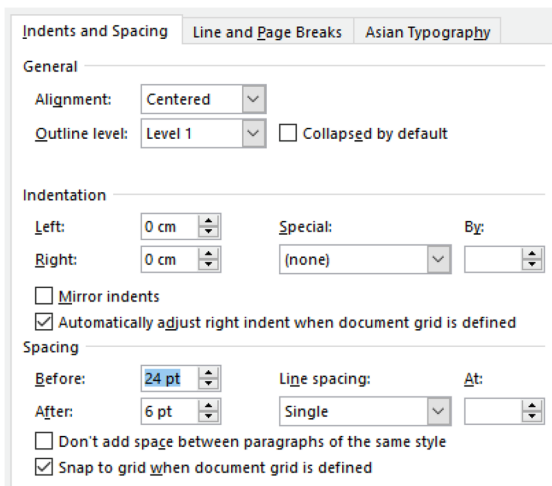 Indents and Spacing Line and Page Breaks Asian Typography
General
Alignment: Centered
Outline level: Level 1 Collapsed by default
Indentation
Left: 0 cm Special: By:
Right: 0 cm (none)
Mirror indents
Automatically adjust right indent when document grid is defined
Spacing
Before: 24 pt Line spacing: At:
After: 6 pt Single
Don't add space between paragraphs of the same style
Snap to grid when document grid is defined